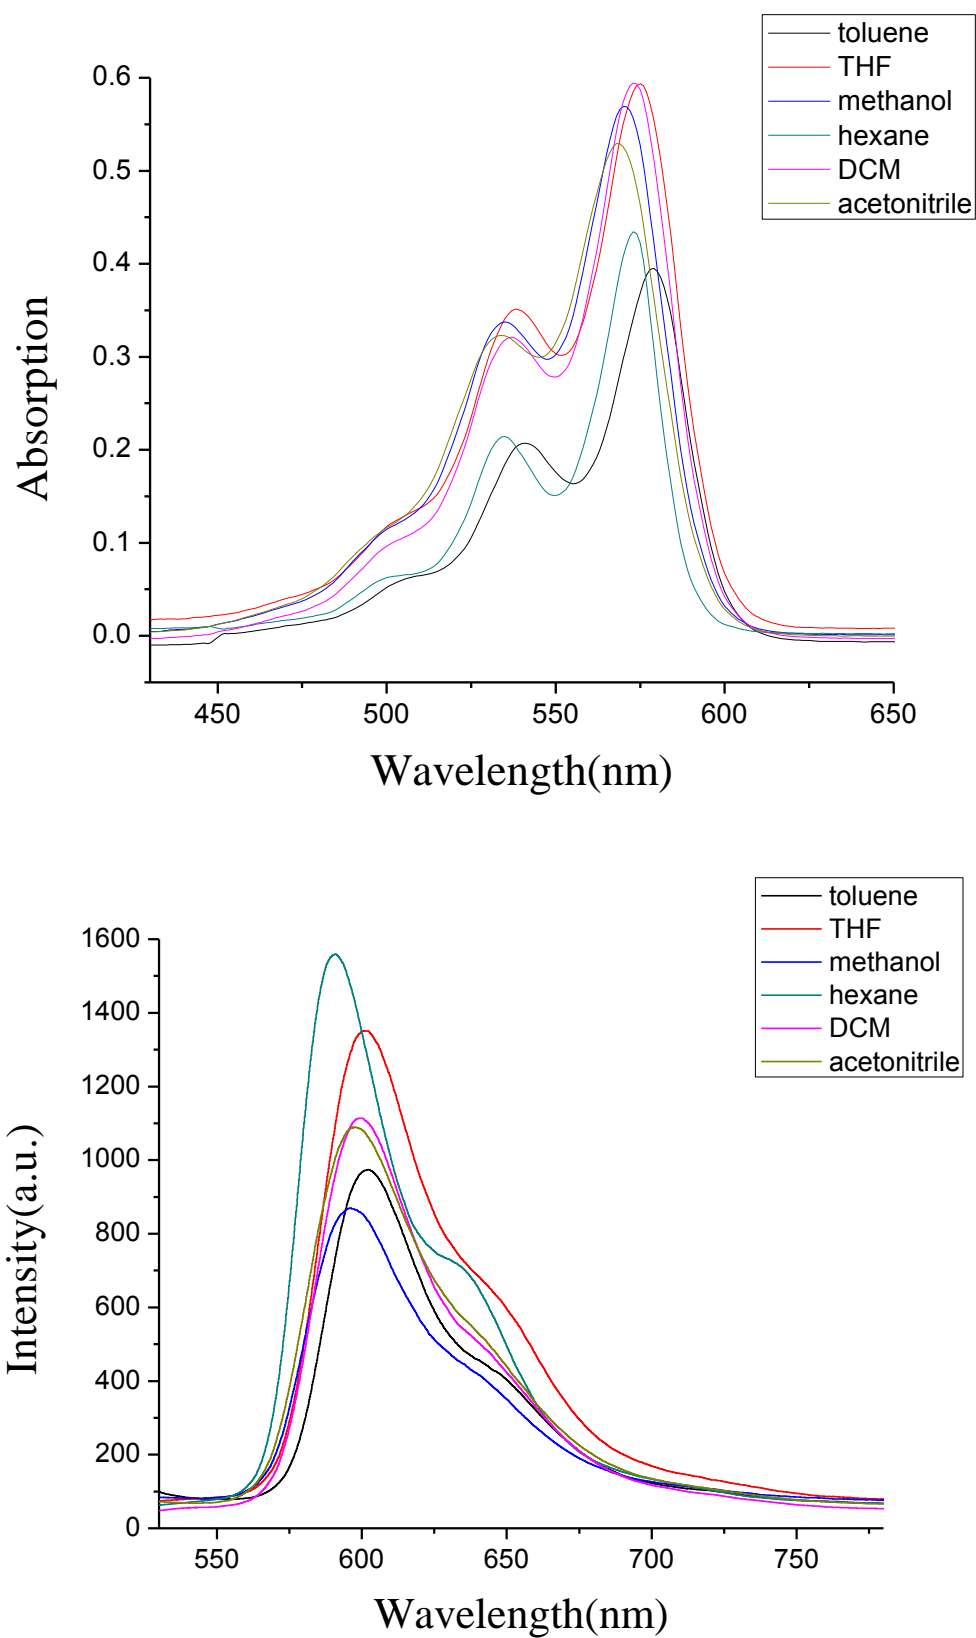 toluene
THF
methanol
hexane
DCM
acetonitrile
0.6
0.5
0.4
0.3
0.2
0.1
0.0
Absorption
450 500 550 600 650
Wavelength(nm)
toluene
THF
methanol
hexane
DCM
acetonitrile
1600
1400
1200
1000
800
600
400
200
0
Intensity(a.u.)
550 600 650 700 750
Wavelength(nm)